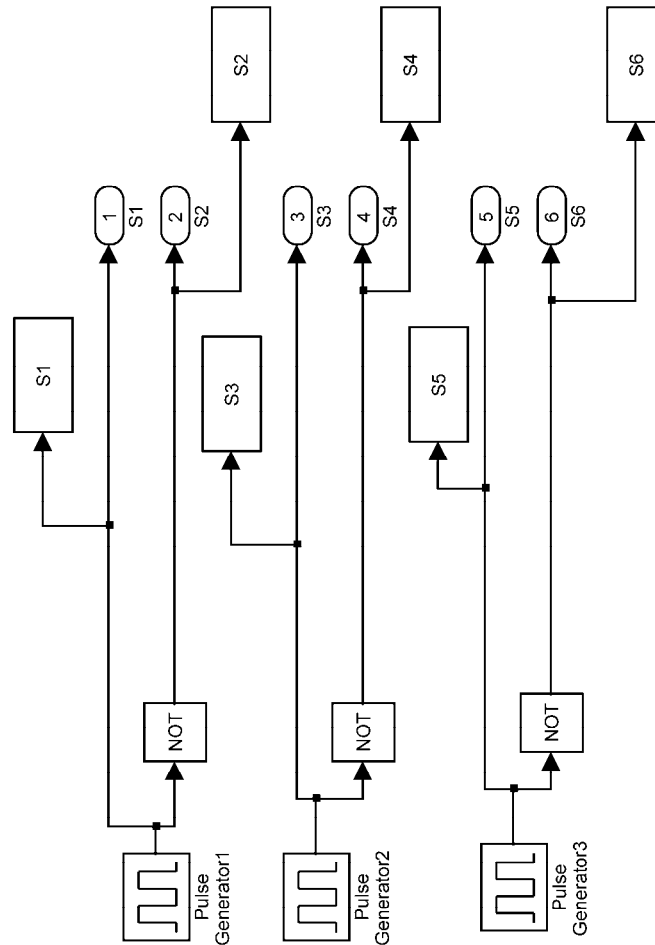 Pulse
Generator1
NOT
S1
1
S1
2
S2
S2
Pulse
Generator2
NOT
S3
3
S3
4
S4
S4
Pulse
Generator3
NOT
S5
5
S5
6
S6
S6